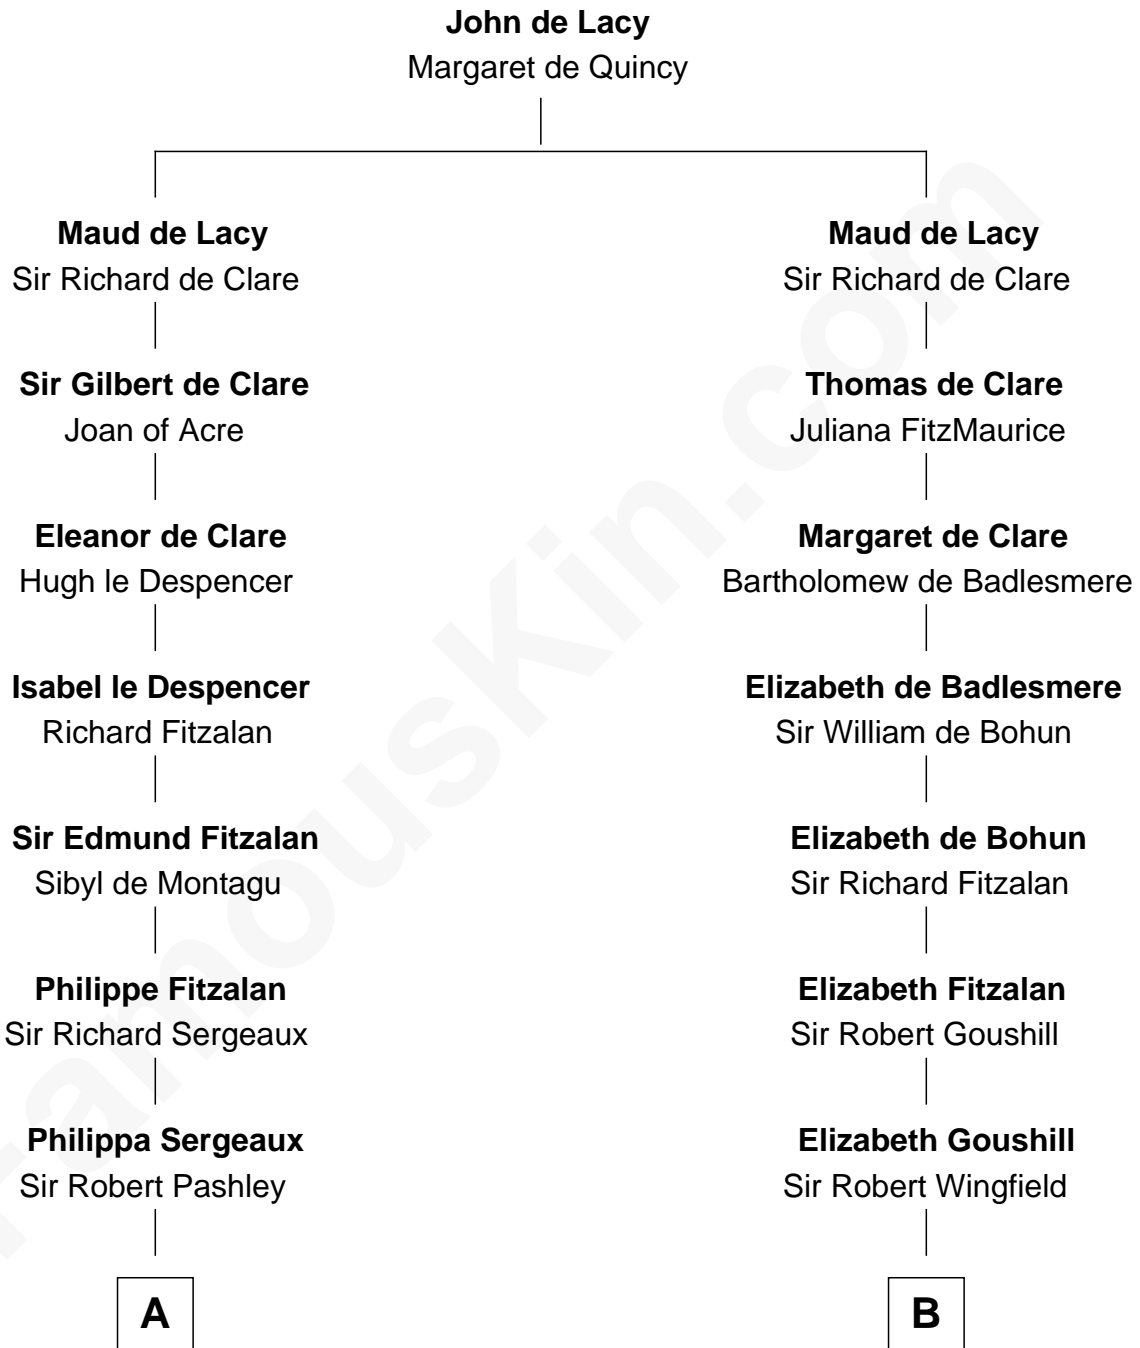 John de Lacy
Margaret de Quincy
Maud de Lacy
Sir Richard de Clare
Maud de Lacy
Sir Richard de Clare
Sir Gilbert de Clare
Joan of Acre
Thomas de Clare
Juliana FitzMaurice
Eleanor de Clare
Hugh le Despencer
Margaret de Clare
Bartholomew de Badlesmere
Isabel le Despencer
Richard Fitzalan
Elizabeth de Badlesmere
Sir William de Bohun
Sir Edmund Fitzalan
Sibyl de Montagu
Elizabeth de Bohun
Sir Richard Fitzalan
Philippe Fitzalan
Sir Richard Sergeaux
Elizabeth Fitzalan
Sir Robert Goushill
Philippa Sergeaux
Sir Robert Pashley
Elizabeth Goushill
Sir Robert Wingfield
A
B
FamousKin.com